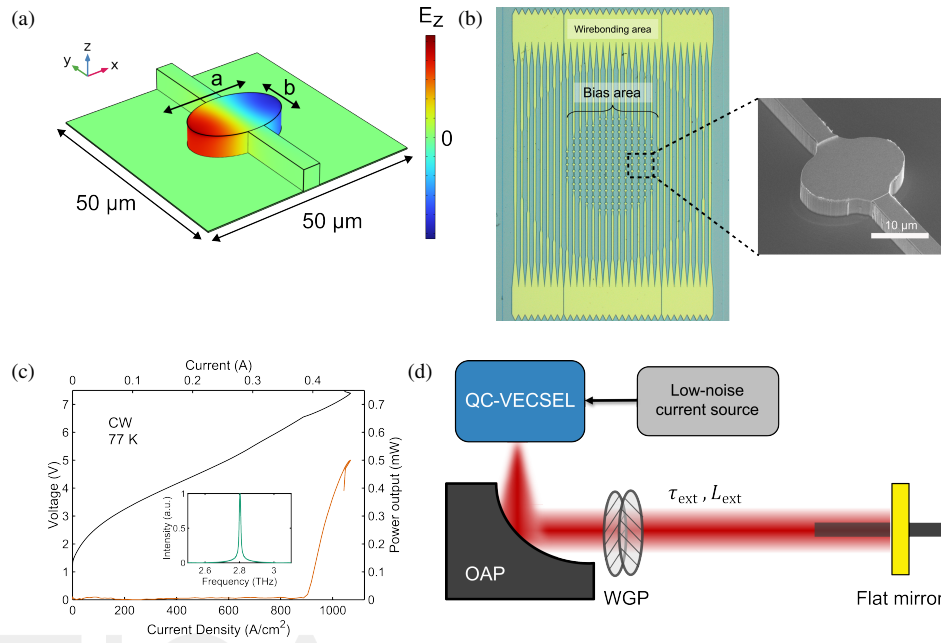 (a)
E_Z
z
y
x
a
b
0
50 µm
50 µm
(b)
Wirebonding area
Bias area
10 µm
(c)
Current (A)
0 0.1 0.2 0.3 0.4
CW
77 K
Voltage (V)
0 1 2 3 4 5 6 7
Power output (mW)
0 0.1 0.2 0.3 0.4 0.5 0.6 0.7
Intensity (a.u.)
0 0.5 1
2.6 2.8 3
Frequency (THz)
0 200 400 600 800 1000
Current Density (A/cm²)
(d)
QC-VECSEL
Low-noise
current source
τ_ext , L_ext
OAP
WGP
Flat mirror